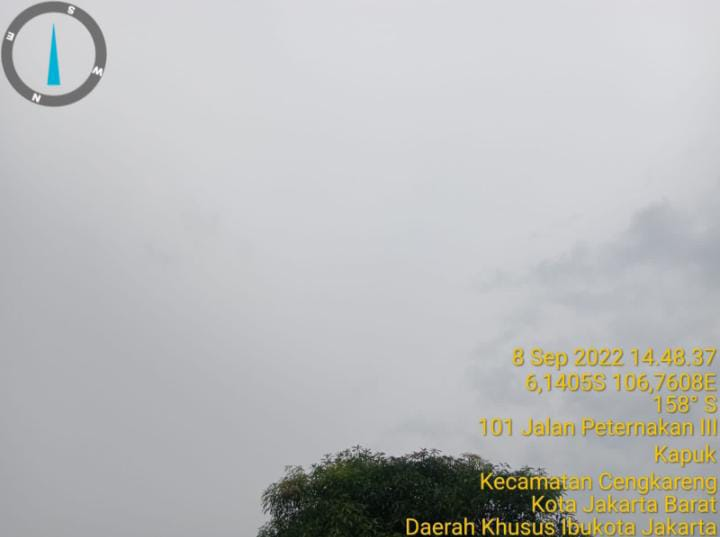 S
E
W
N
8 Sep 2022 14.48.37
6,1405S 106,7608E
158° S
101 Jalan Peternakan III
Kapuk
Kecamatan Cengkareng
Kota Jakarta Barat
Daerah Khusus Ibukota Jakarta